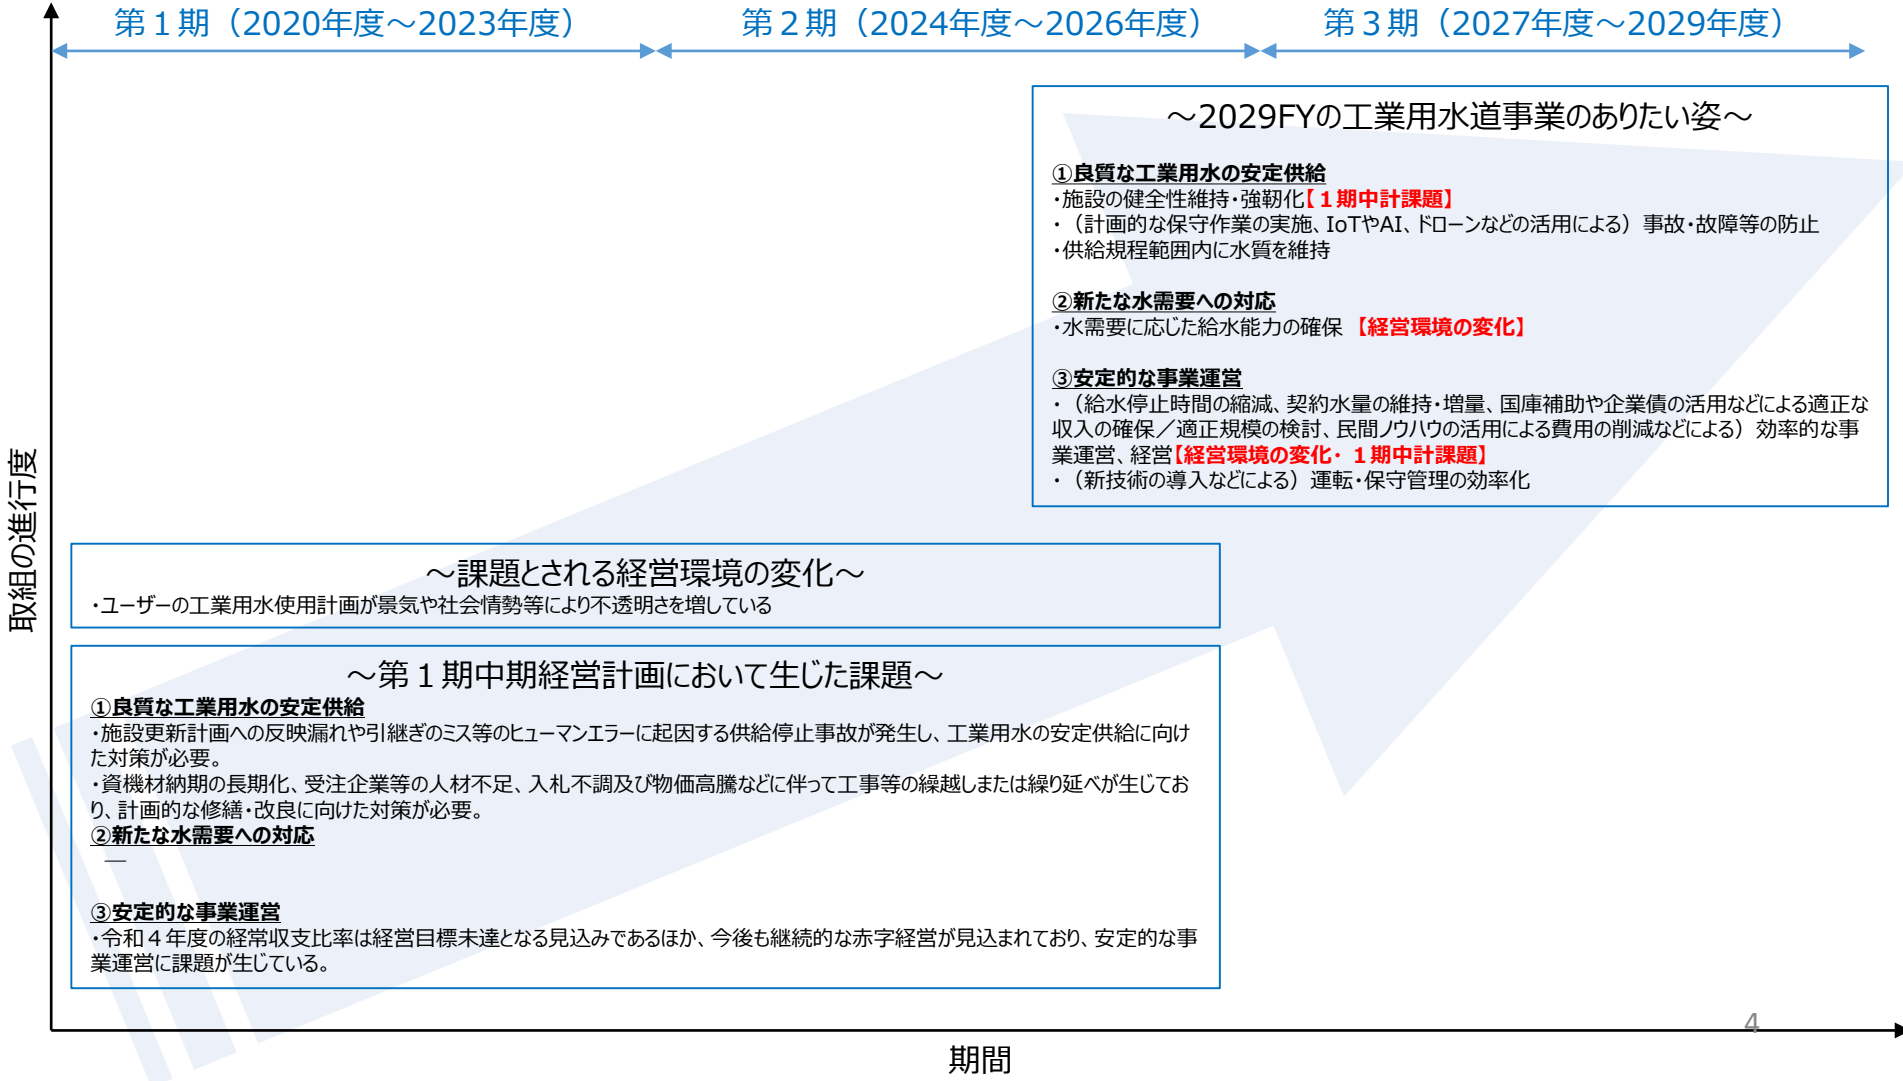 第１期（2020年度～2023年度）
第２期（2024年度～2026年度）
第３期（2027年度～2029年度）
～2029FYの工業用水道事業のありたい姿～
①良質な工業用水の安定供給
・施設の健全性維持・強靭化【１期中計課題】
・（計画的な保守作業の実施、IoTやAI、ドローンなどの活用による）事故・故障等の防止
・供給規程範囲内に水質を維持
②新たな水需要への対応
・水需要に応じた給水能力の確保 【経営環境の変化】
③安定的な事業運営
・（給水停止時間の縮減、契約水量の維持・増量、国庫補助や企業債の活用などによる適正な
収入の確保／適正規模の検討、民間ノウハウの活用による費用の削減などによる）効率的な事
業運営、経営【経営環境の変化・１期中計課題】
・（新技術の導入などによる）運転・保守管理の効率化
取組の進行度
～課題とされる経営環境の変化～
・ユーザーの工業用水使用計画が景気や社会情勢等により不透明さを増している
～第１期中期経営計画において生じた課題～
①良質な工業用水の安定供給
・施設更新計画への反映漏れや引継ぎのミス等のヒューマンエラーに起因する供給停止事故が発生し、工業用水の安定供給に向け
た対策が必要。
・資機材納期の長期化、受注企業等の人材不足、入札不調及び物価高騰などに伴って工事等の繰越しまたは繰り延べが生じてお
り、計画的な修繕・改良に向けた対策が必要。
②新たな水需要への対応
―
③安定的な事業運営
・令和４年度の経常収支比率は経営目標未達となる見込みであるほか、今後も継続的な赤字経営が見込まれており、安定的な事
業運営に課題が生じている。
4
期間